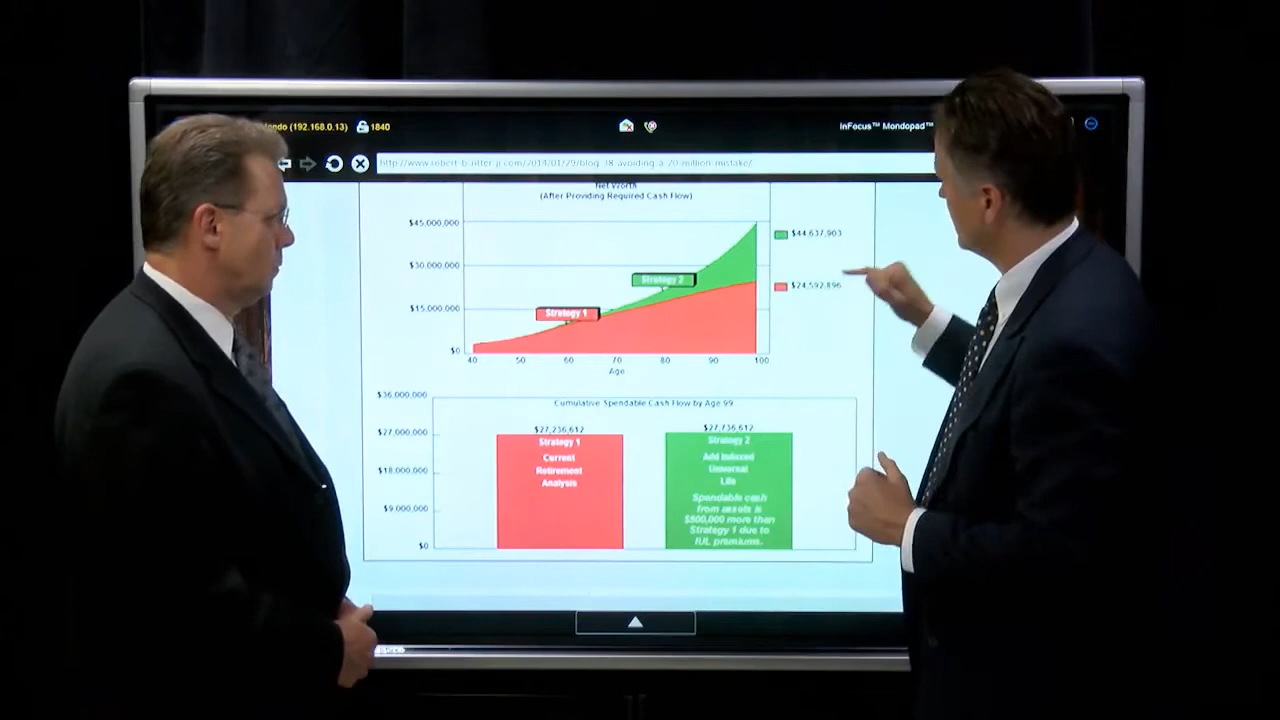 ondo (192.168.0.13) 1840
InFocus™ Mondopad™
http://www.robert-b-ritter-jr.com/2014/01/29/blog-38-avoiding-a-20-million-mistake/
Net Worth
(After Providing Required Cash Flow)
$45,000,000
$44,637,903
$30,000,000
Strategy 2
$24,592,896
$15,000,000
Strategy 1
$0
40 50 60 70 80 90 100
Age
$36,000,000
Cumulative Spendable Cash Flow by Age 99
$27,236,612
$27,736,612
$27,000,000
Strategy 1
Current
Retirement
Analysis
Strategy 2
Add Indexed
Universal
Life
Spendable cash
from assets is
$500,000 more than
Strategy 1 due to
IUL premiums.
$18,000,000
$9,000,000
$0